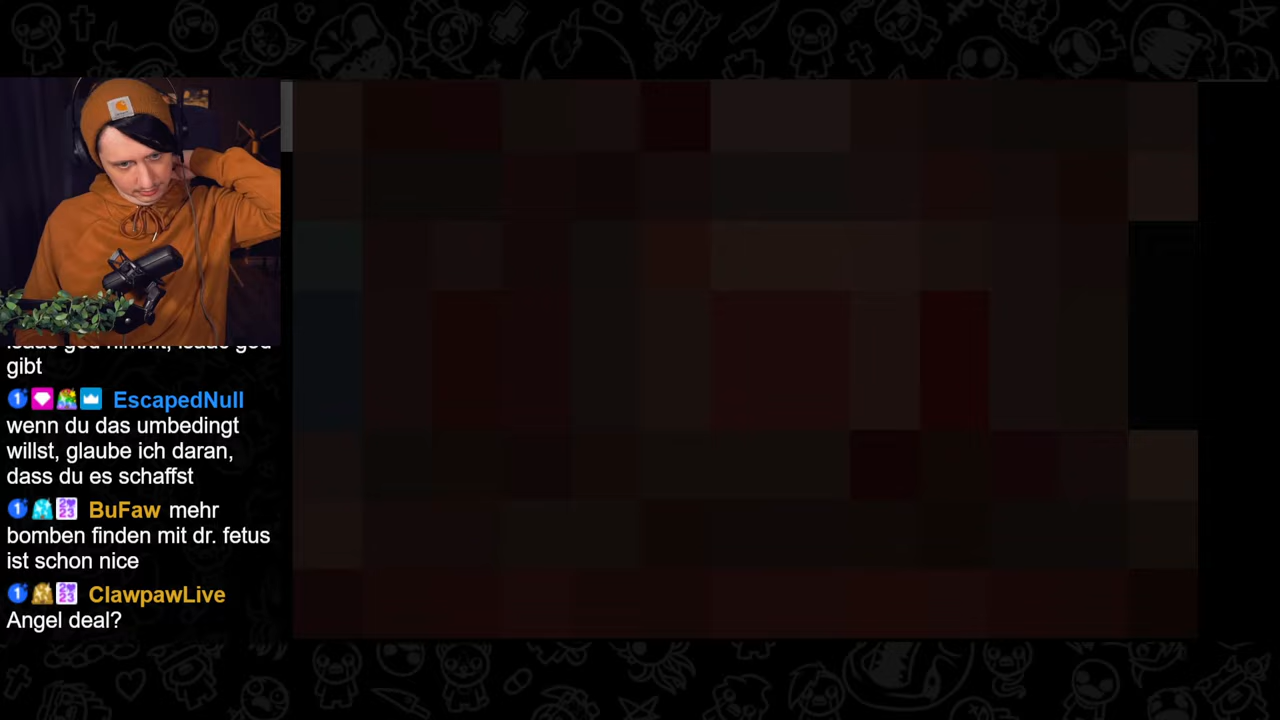 gibt
EscapedNull
wenn du das umbedingt
willst, glaube ich daran,
dass du es schaffst
BuFaw mehr
bomben finden mit dr. fetus
ist schon nice
ClawpawLive
Angel deal?